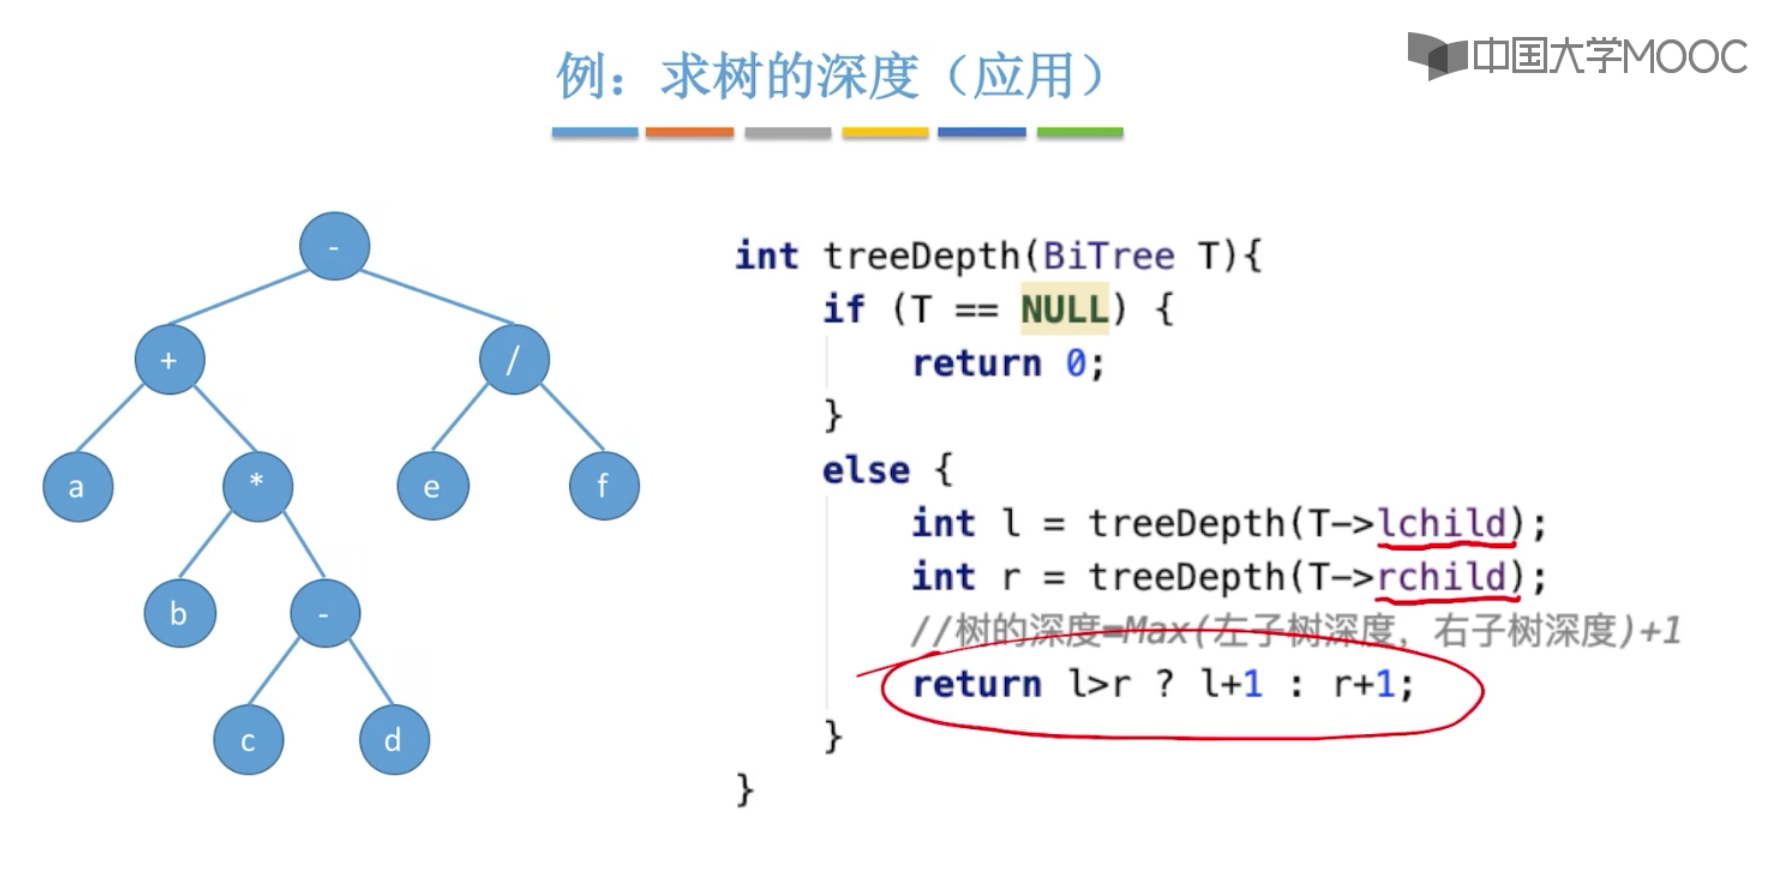 例：求树的深度（应用）
中国大学MOOC
-
+
/
a
*
e
f
b
-
c
d
int treeDepth(BiTree T){
if (T == NULL) {
return 0;
}
else {
int l = treeDepth(T->lchild);
int r = treeDepth(T->rchild);
//树的深度=Max(左子树深度，右子树深度)+1
return l>r ? l+1 : r+1;
}
}